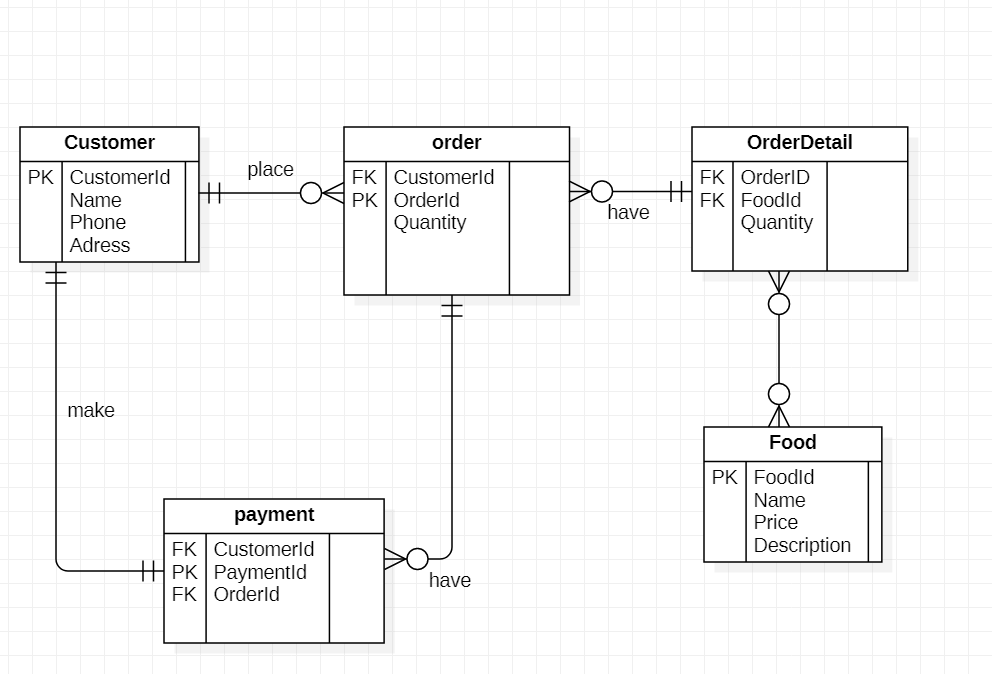 Customer
PK CustomerId
Name
Phone
Adress
place
order
FK CustomerId
PK OrderId
Quantity
have
OrderDetail
FK OrderID
FK FoodId
Quantity
make
Food
PK FoodId
Name
Price
Description
payment
FK CustomerId
PK PaymentId
FK OrderId
have